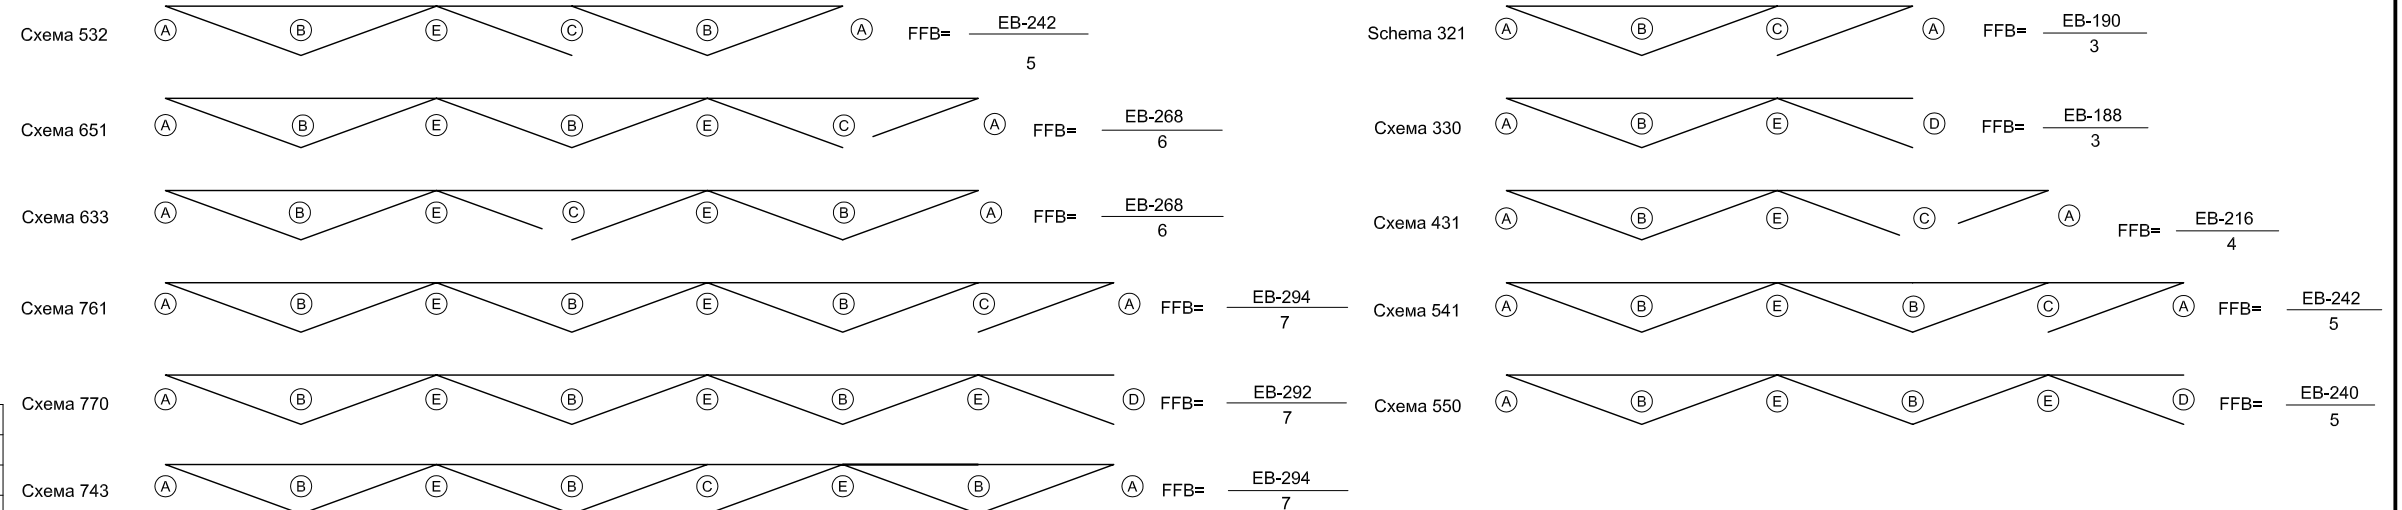 Схема 532 A B E C B A FFB= EB-242
5
Схема 651 A B E B E C A FFB= EB-268
6
Схема 633 A B E C E B A FFB= EB-268
6
Схема 761 A B E B E B C A FFB= EB-294
7
Схема 770 A B E B E B E D FFB= EB-292
7
Схема 743 A B E B C E B A FFB= EB-294
7
Schema 321 A B C A FFB= EB-190
3
Схема 330 A B E D FFB= EB-188
3
Схема 431 A B E C A FFB= EB-216
4
Схема 541 A B E B C A FFB= EB-242
5
Схема 550 A B E B E D FFB= EB-240
5